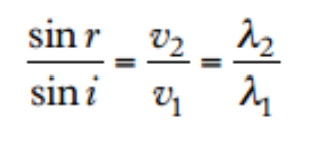 sin r / sin i = v₂ / v₁ = λ₂ / λ₁